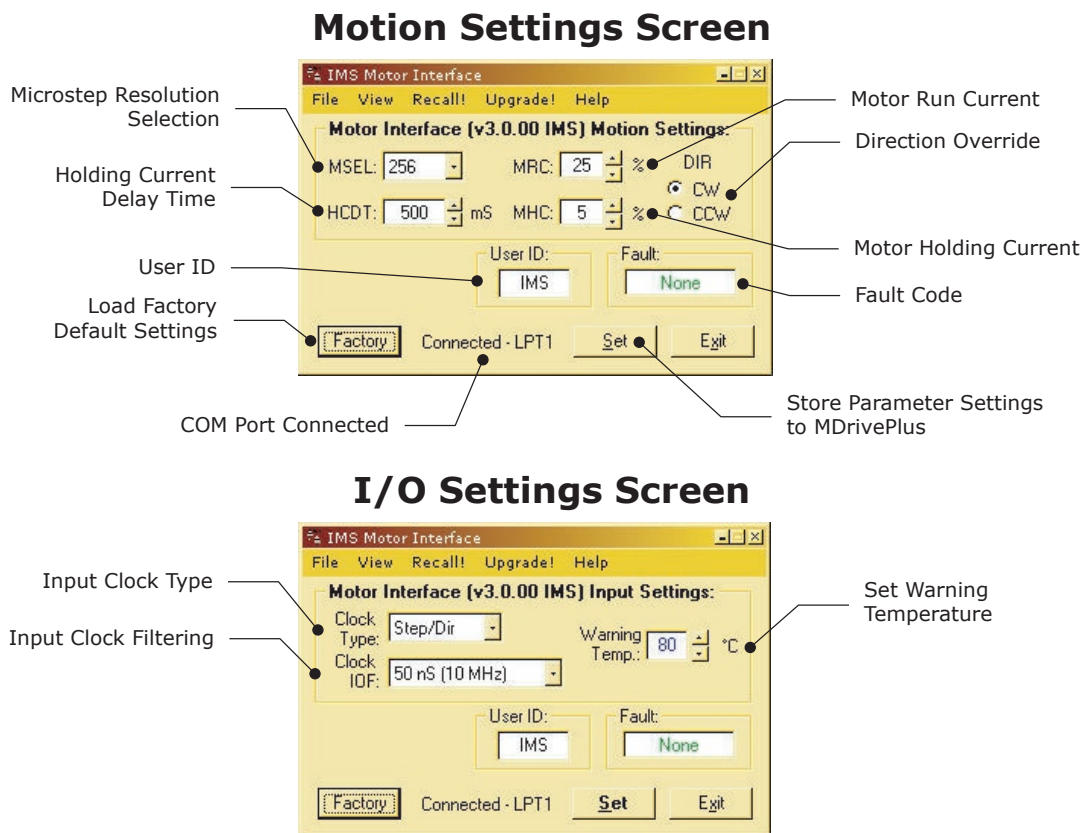 Motion Settings Screen
IMS Motor Interface
File View Recall! Upgrade! Help
Motor Interface (v3.0.00 IMS) Motion Settings:
MSEL: 256
MRC: 25 %
DIR
CW
HCDT: 500 mS
MHC: 5 %
CCW
User ID:
IMS
Fault:
None
Factory
Connected - LPT1
Set
Exit
Microstep Resolution
Selection
Holding Current
Delay Time
User ID
Load Factory
Default Settings
COM Port Connected
Motor Run Current
Direction Override
Motor Holding Current
Fault Code
Store Parameter Settings
to MDrivePlus
I/O Settings Screen
IMS Motor Interface
File View Recall! Upgrade! Help
Motor Interface (v3.0.00 IMS) Input Settings:
Clock
Type: Step/Dir
Clock
IOF: 50 nS (10 MHz)
Warning
Temp.: 80 °C
User ID:
IMS
Fault:
None
Factory
Connected - LPT1
Set
Exit
Input Clock Type
Input Clock Filtering
Set Warning
Temperature